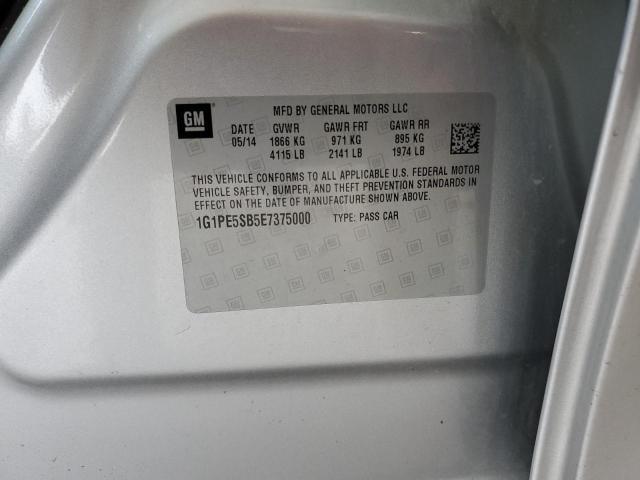 GM
MFD BY GENERAL MOTORS LLC
DATE GVWR GAWR FRT GAWR RR
05/14 1866 KG 971 KG 895 KG
4115 LB 2141 LB 1974 LB
THIS VEHICLE CONFORMS TO ALL APPLICABLE U.S. FEDERAL MOTOR
VEHICLE SAFETY, BUMPER, AND THEFT PREVENTION STANDARDS IN
EFFECT ON THE DATE OF MANUFACTURE SHOWN ABOVE.
1G1PE5SB5E7375000 TYPE: PASS CAR